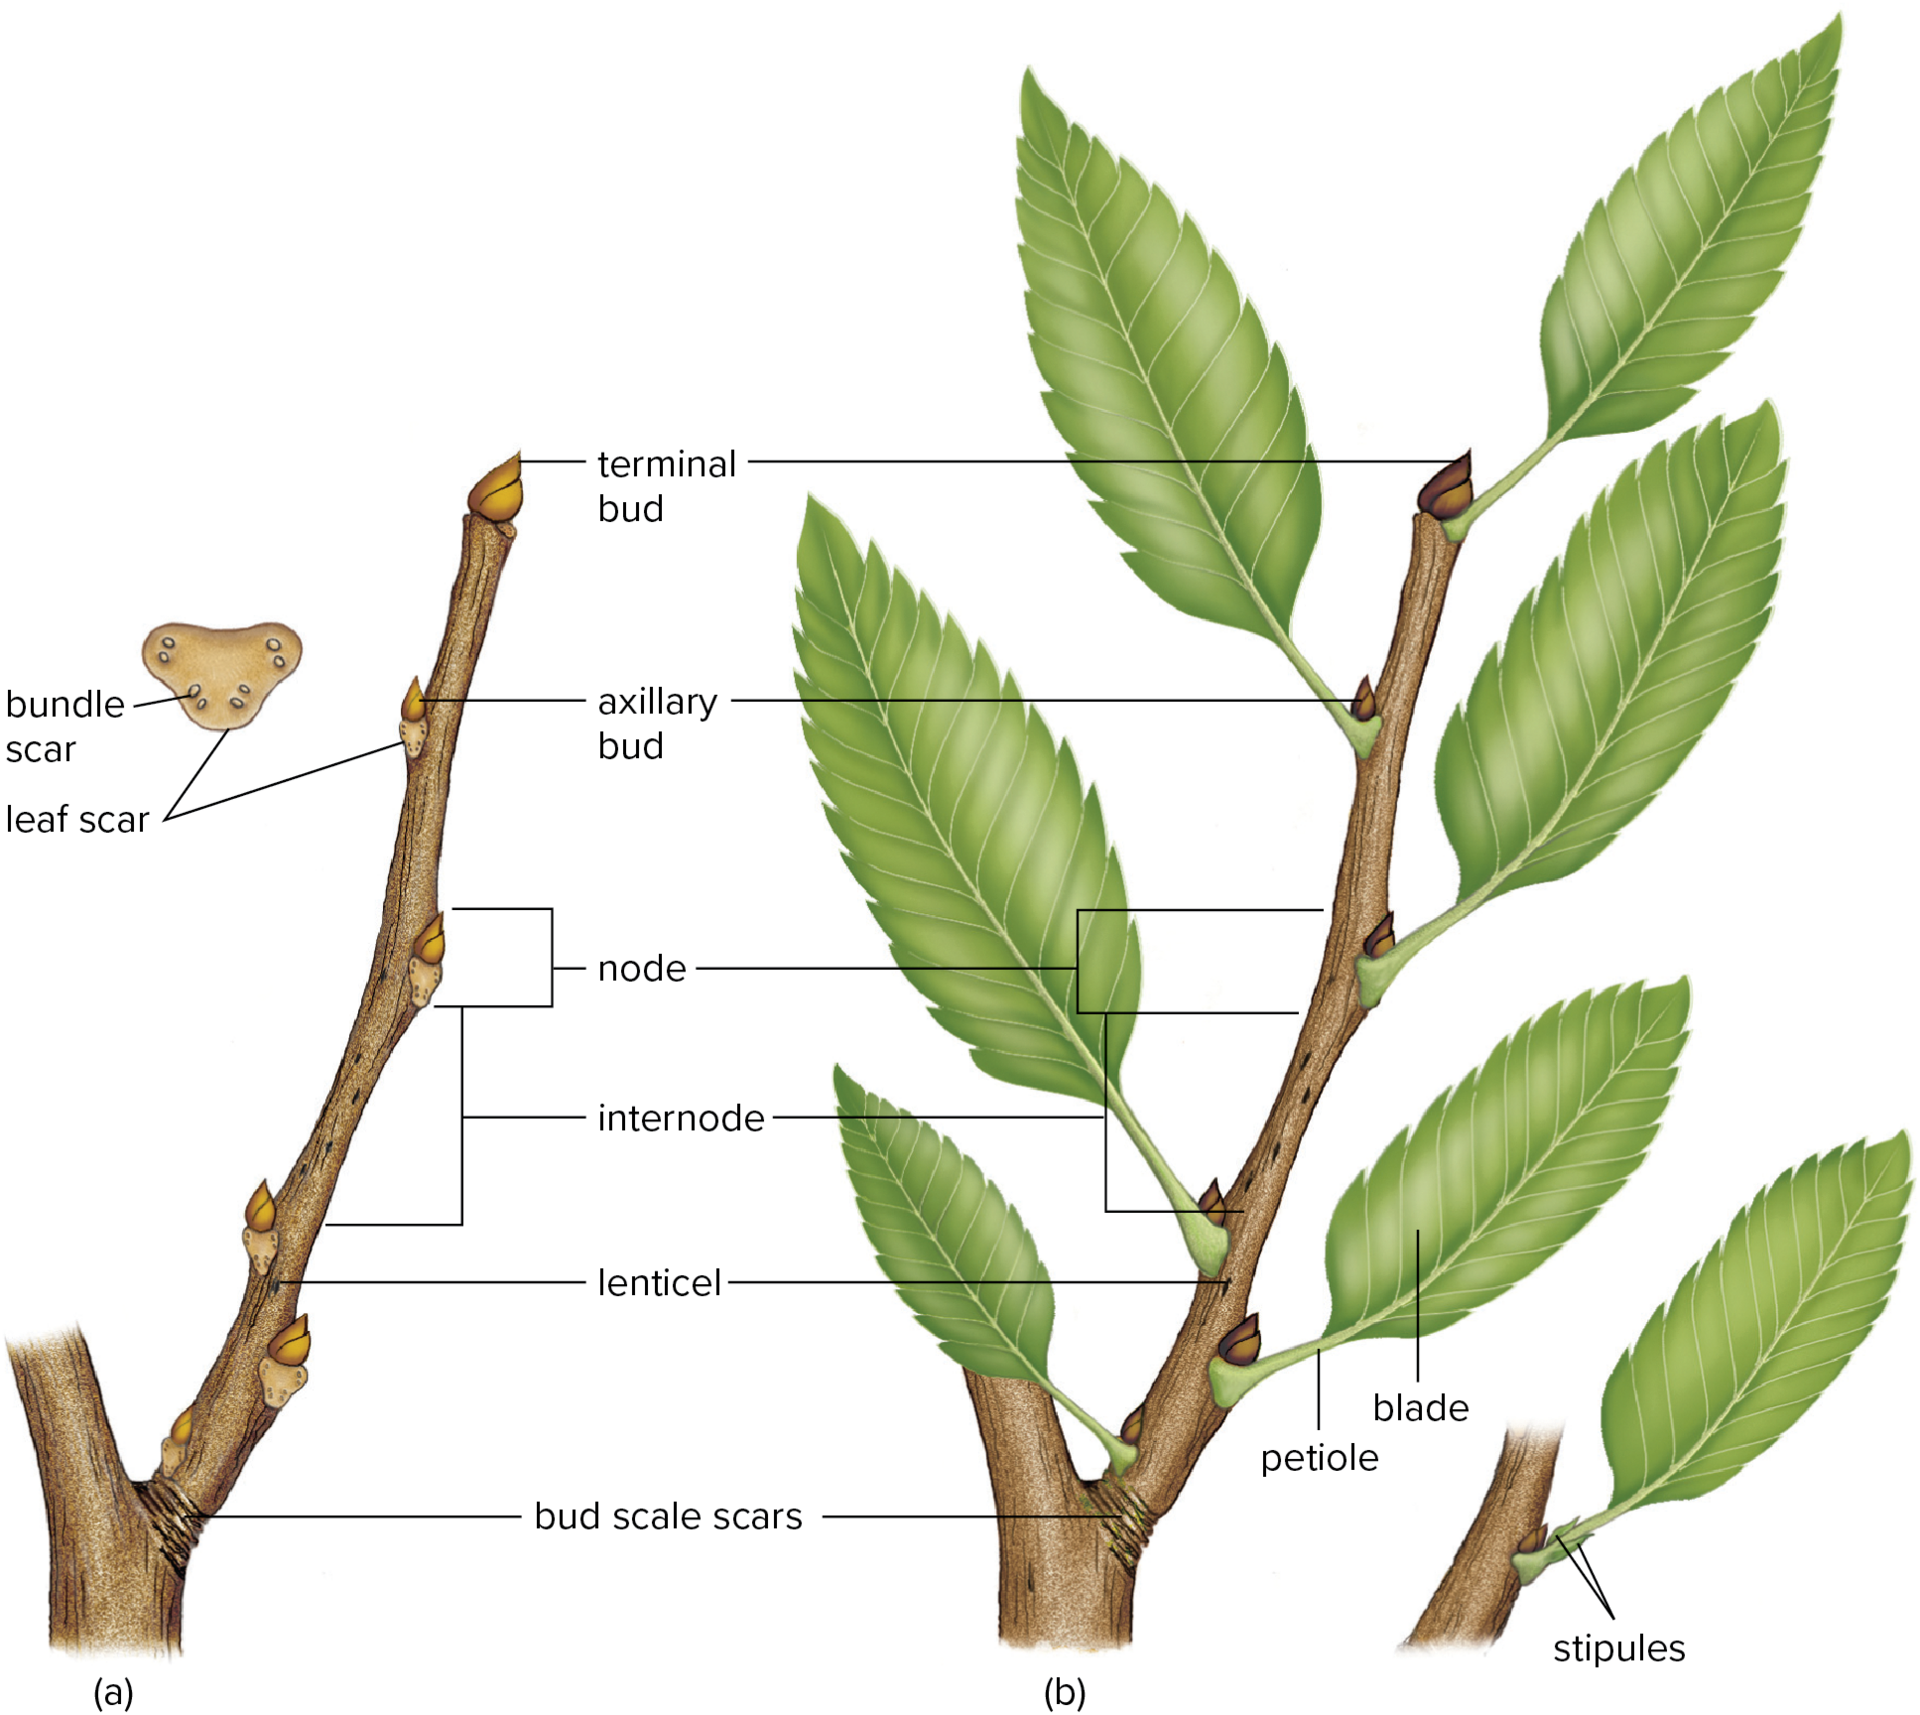 terminal
bud
bundle
scar
axillary
bud
leaf scar
node
internode
lenticel
blade
petiole
bud scale scars
stipules
(a)
(b)